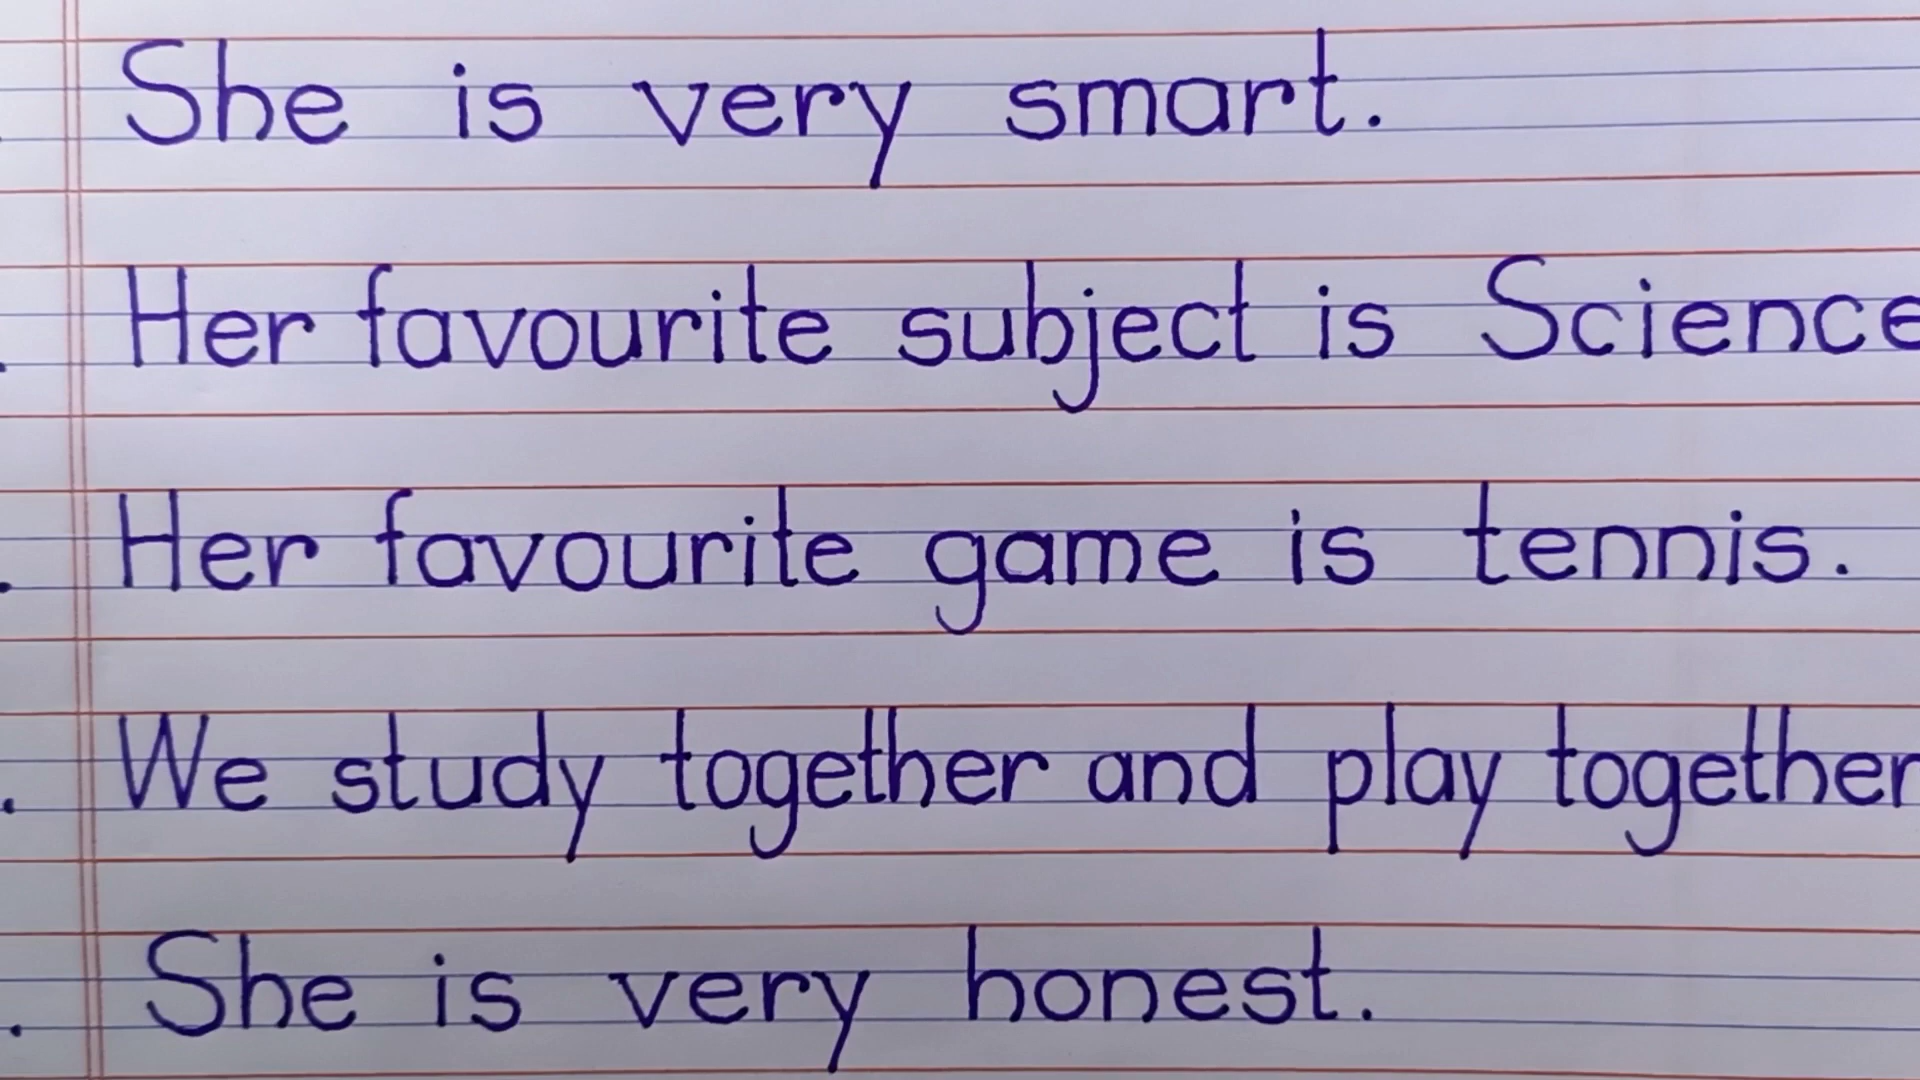 She is very smart.
Her favourite subject is Science
Her favourite game is tennis.
We study together and play together
She is very honest.